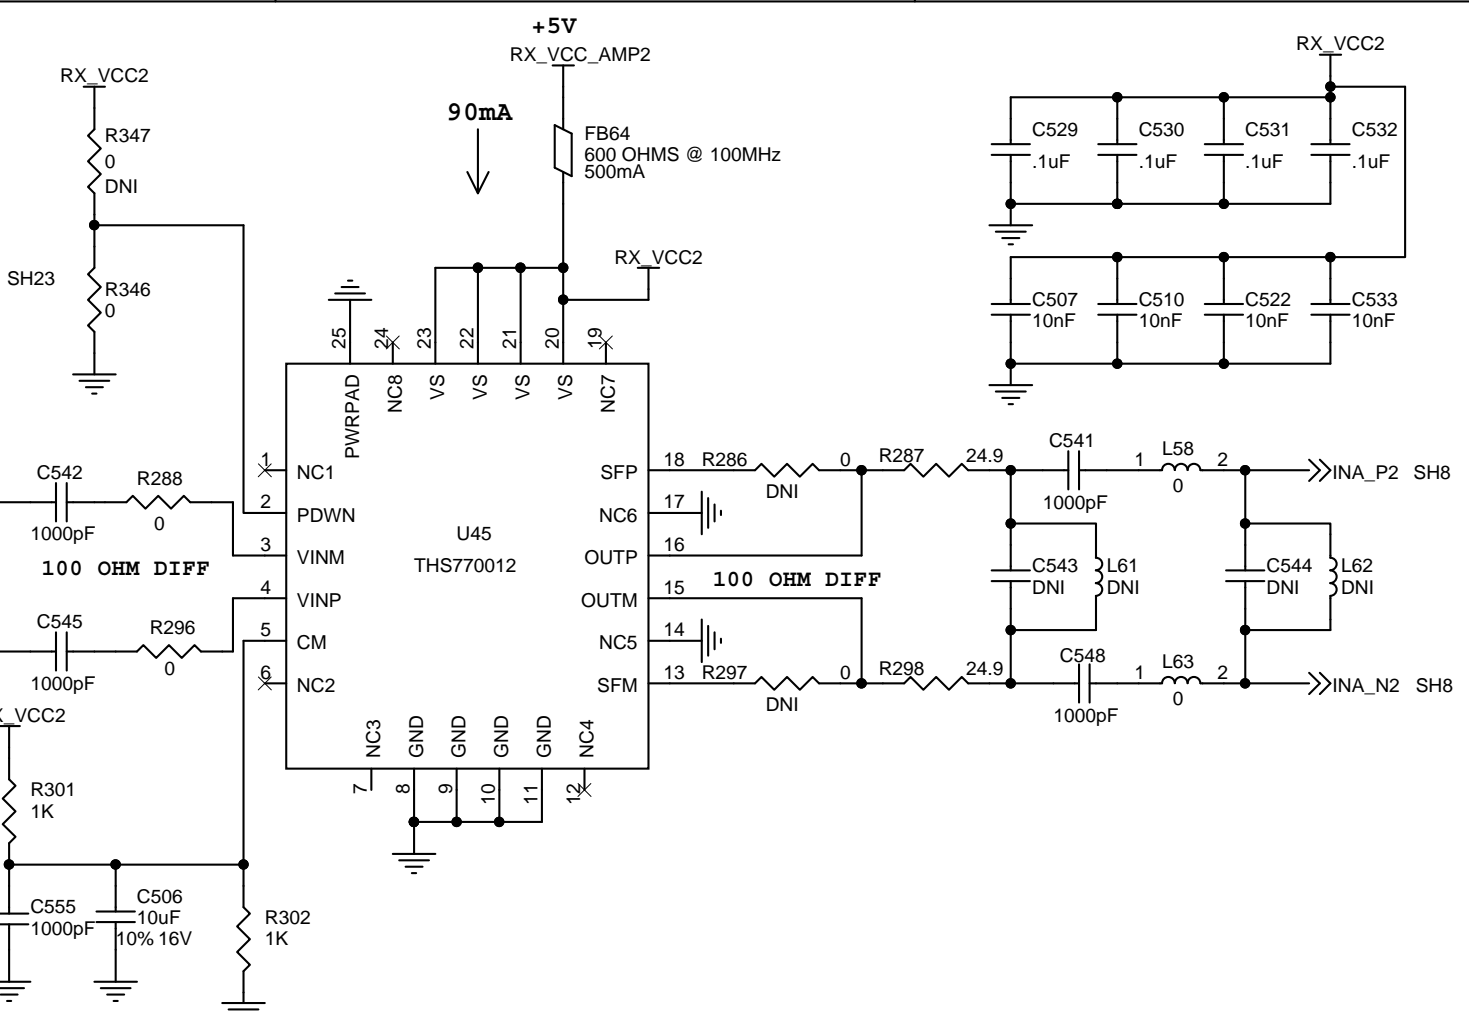 +5V
RX_VCC_AMP2
RX_VCC2
RX_VCC2
90mA
R347
0
DNI
FB64
600 OHMS @ 100MHz
500mA
C529
.1uF
C530
.1uF
C531
.1uF
C532
.1uF
SH23
R346
0
RX_VCC2
C507
10nF
C510
10nF
C522
10nF
C533
10nF
25
24
23
22
21
20
19
PWRPAD
NC8
VS
VS
VS
VS
NC7
1
NC1
2
PDWN
3
VINM
4
VINP
5
CM
6
NC2
U45
THS770012
SFP
18
NC6
17
OUTP
16
OUTM
15
NC5
14
SFM
13
NC3
GND
GND
GND
GND
NC4
7
8
9
10
11
12
C542
1000pF
R288
0
100 OHM DIFF
C545
1000pF
R296
0
_VCC2
R301
1K
C555
1000pF
C506
10uF
10% 16V
R302
1K
R286
0
DNI
R287
24.9
C541
1000pF
1
L58
2
0
INA_P2 SH8
100 OHM DIFF
C543
DNI
L61
DNI
C544
DNI
L62
DNI
R297
0
DNI
R298
24.9
C548
1000pF
1
L63
2
0
INA_N2 SH8